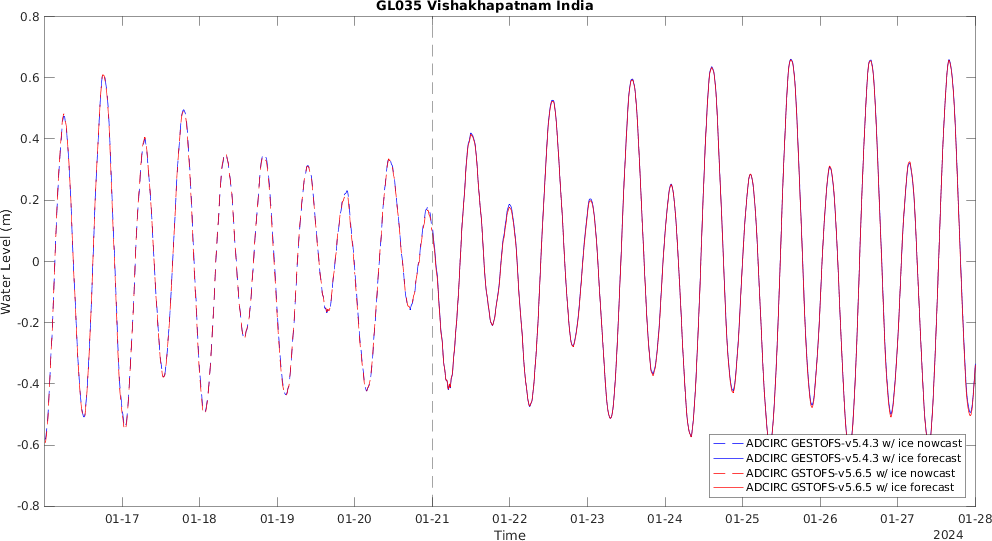 GL035 Vishakhapatnam India
0.8
0.6
0.4
0.2
0
-0.2
-0.4
-0.6
-0.8
Water Level (m)
ADCIRC GESTOFS-v5.4.3 w/ ice nowcast
ADCIRC GESTOFS-v5.4.3 w/ ice forecast
ADCIRC GSTOFS-v5.6.5 w/ ice nowcast
ADCIRC GSTOFS-v5.6.5 w/ ice forecast
01-17 01-18 01-19 01-20 01-21 01-22 01-23 01-24 01-25 01-26 01-27 01-28
Time
2024